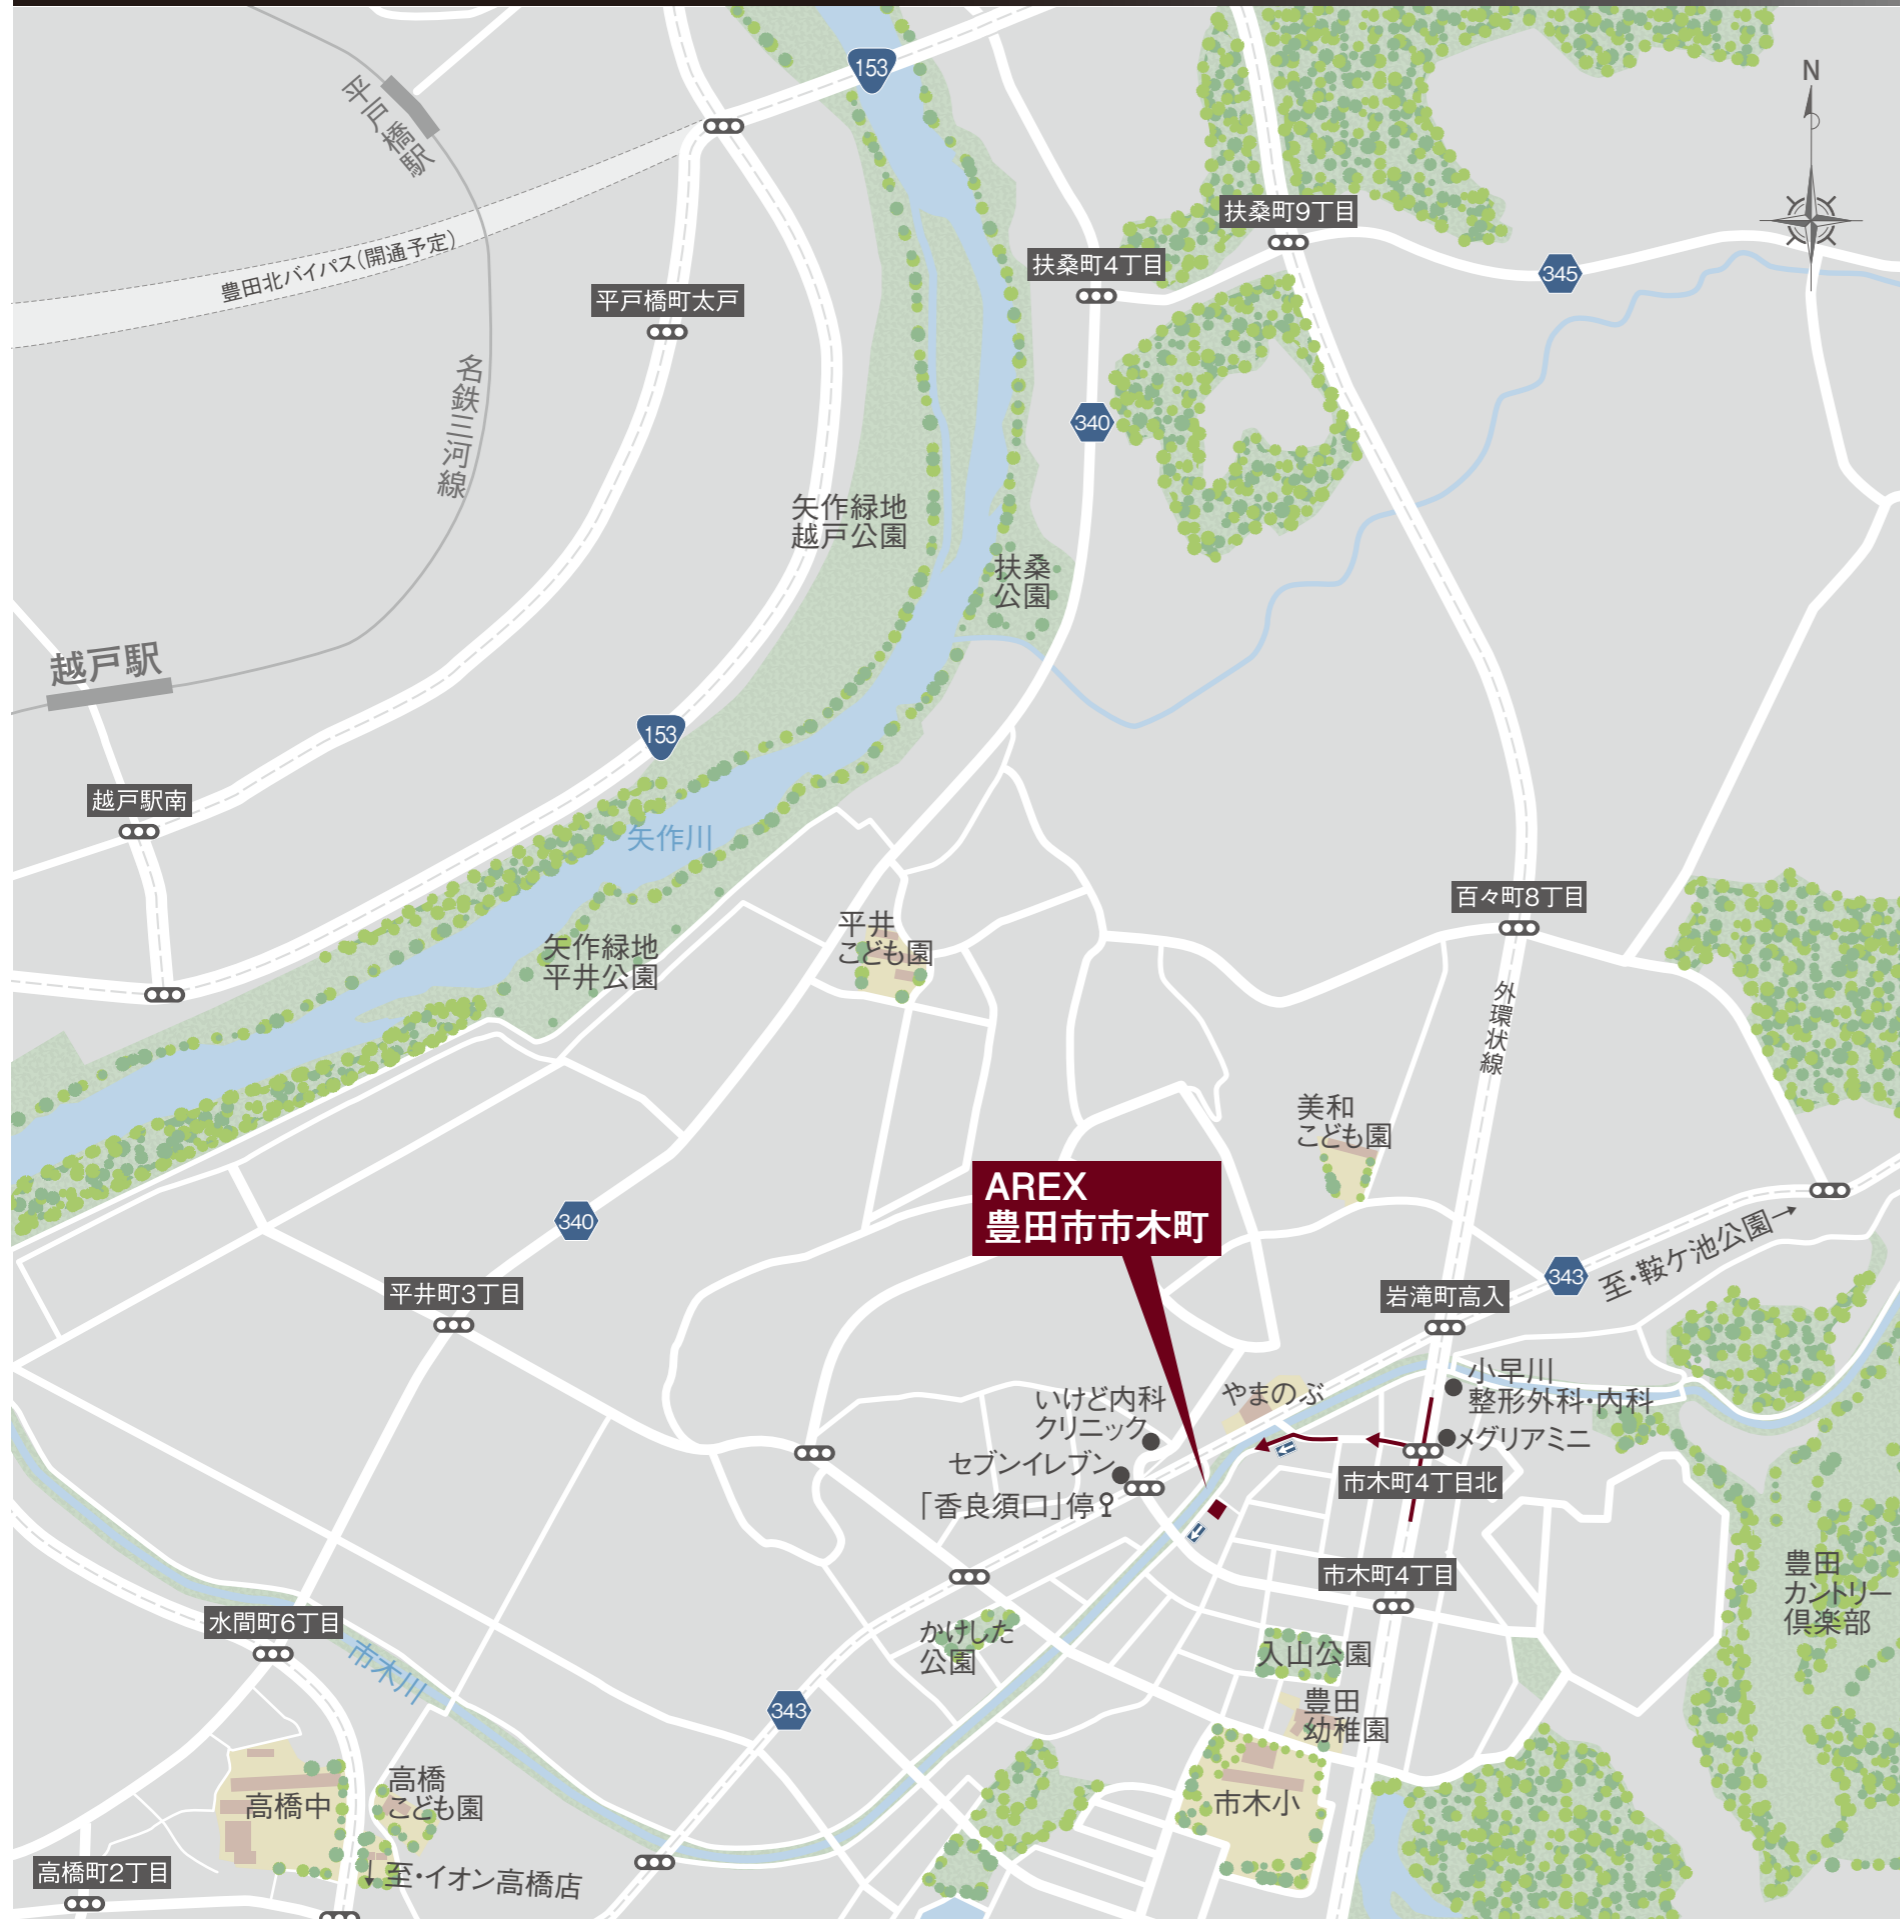 153
N
平戸橋駅
扶桑町9丁目
扶桑町4丁目
345
豊田北バイパス(開通予定)
平戸橋町太戸
名鉄三河線
340
矢作緑地
越戸公園
扶桑
公園
越戸駅
153
越戸駅南
矢作川
百々町8丁目
平井
こども園
矢作緑地
平井公園
外環状線
美和
こども園
AREX
豊田市市木町
340
343
至・鞍ケ池公園→
平井町3丁目
岩滝町高入
小早川
整形外科・内科
やまのぶ
いけど内科
クリニック
メグリアミニ
セブンイレブン
市木町4丁目北
「香良須口」停
市木町4丁目
豊田
カントリー
倶楽部
水間町6丁目
市木川
かけした
公園
入山公園
343
豊田
幼稚園
高橋
こども園
高橋中
市木小
高橋町2丁目
↓至・イオン高橋店